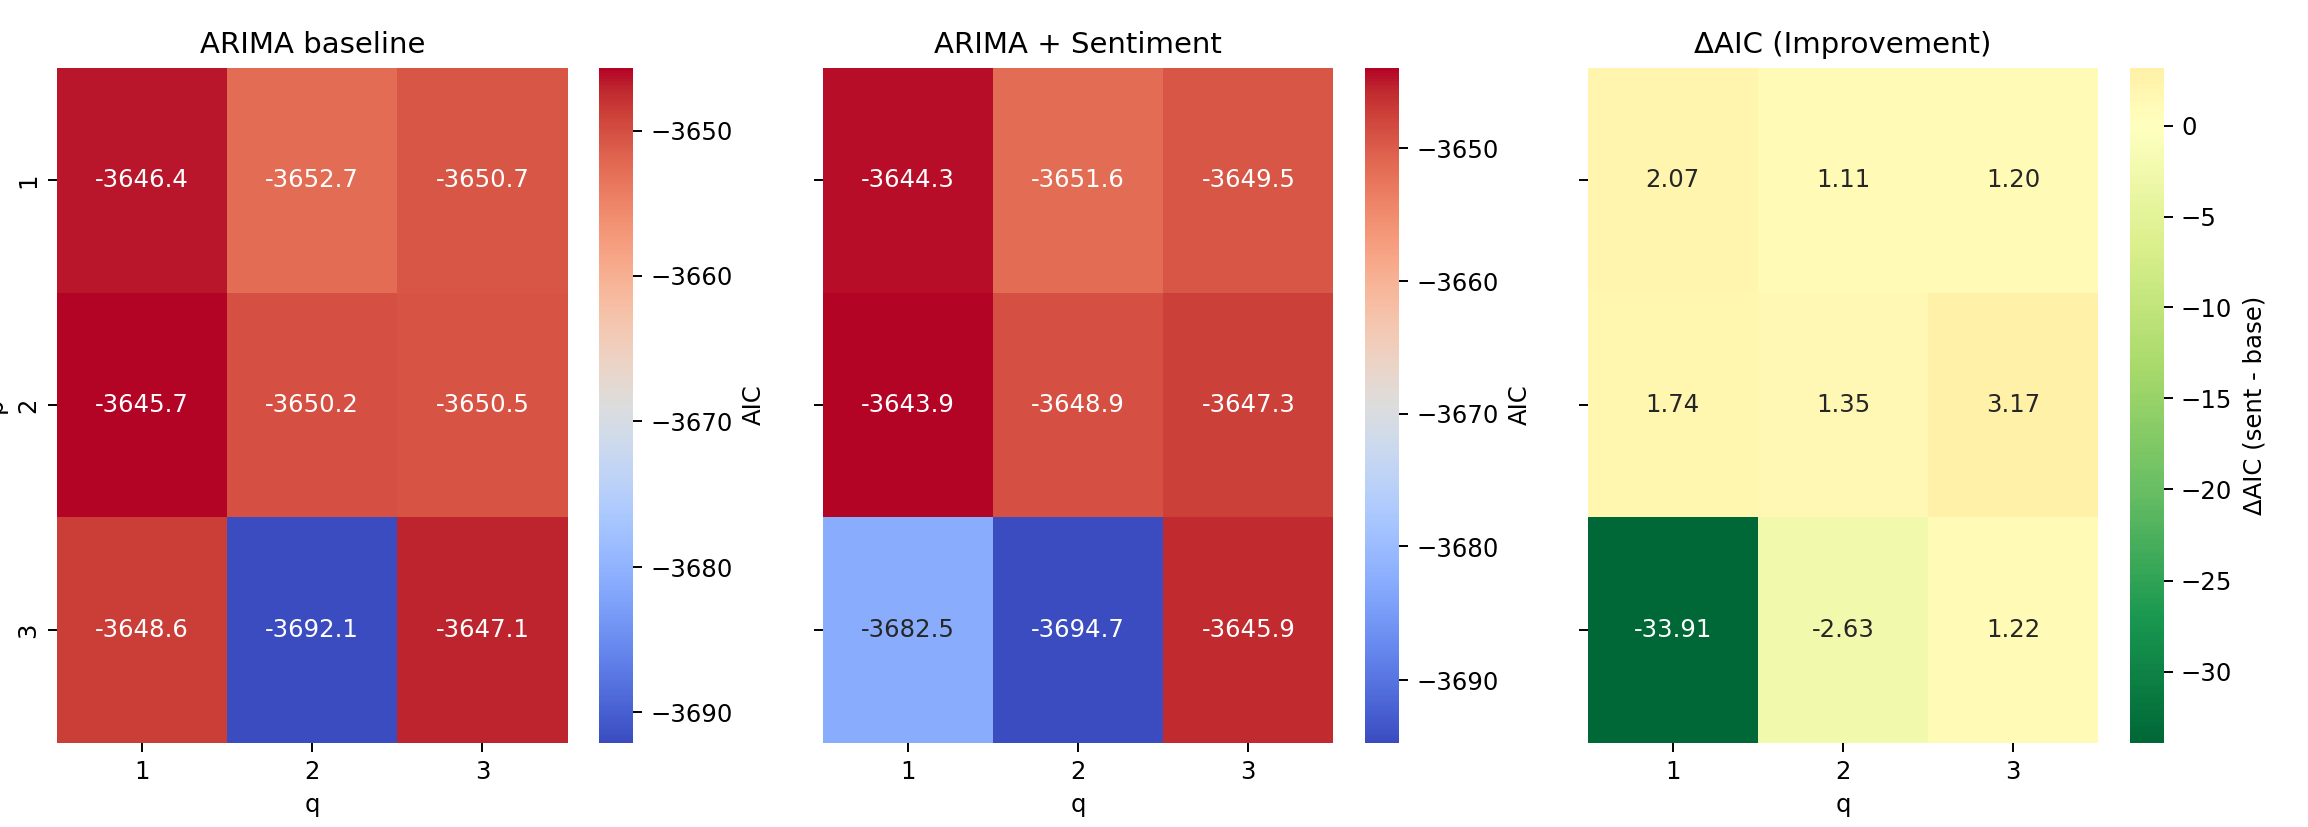 ARIMA baseline
1
2
3
-3646.4 -3652.7 -3650.7
-3645.7 -3650.2 -3650.5
-3648.6 -3692.1 -3647.1
1 2 3
q
−3650
−3660
−3670
−3680
−3690
AIC
ARIMA + Sentiment
-3644.3 -3651.6 -3649.5
-3643.9 -3648.9 -3647.3
-3682.5 -3694.7 -3645.9
1 2 3
q
−3650
−3660
−3670
−3680
−3690
AIC
ΔAIC (Improvement)
2.07 1.11 1.20
1.74 1.35 3.17
-33.91 -2.63 1.22
1 2 3
q
0
−5
−10
−15
−20
−25
−30
ΔAIC (sent - base)